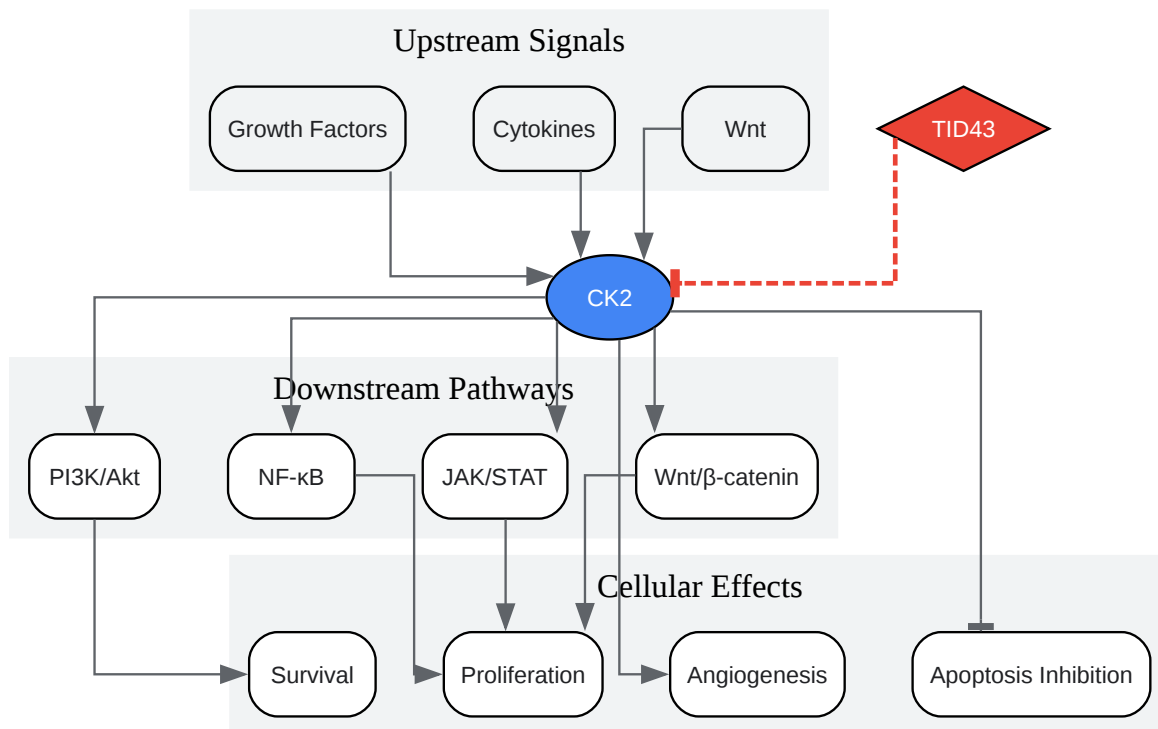 Upstream Signals
Growth Factors
Cytokines
Wnt
TID43
CK2
Downstream Pathways
PI3K/Akt
NF-κB
JAK/STAT
Wnt/β-catenin
Cellular Effects
Survival
Proliferation
Angiogenesis
Apoptosis Inhibition